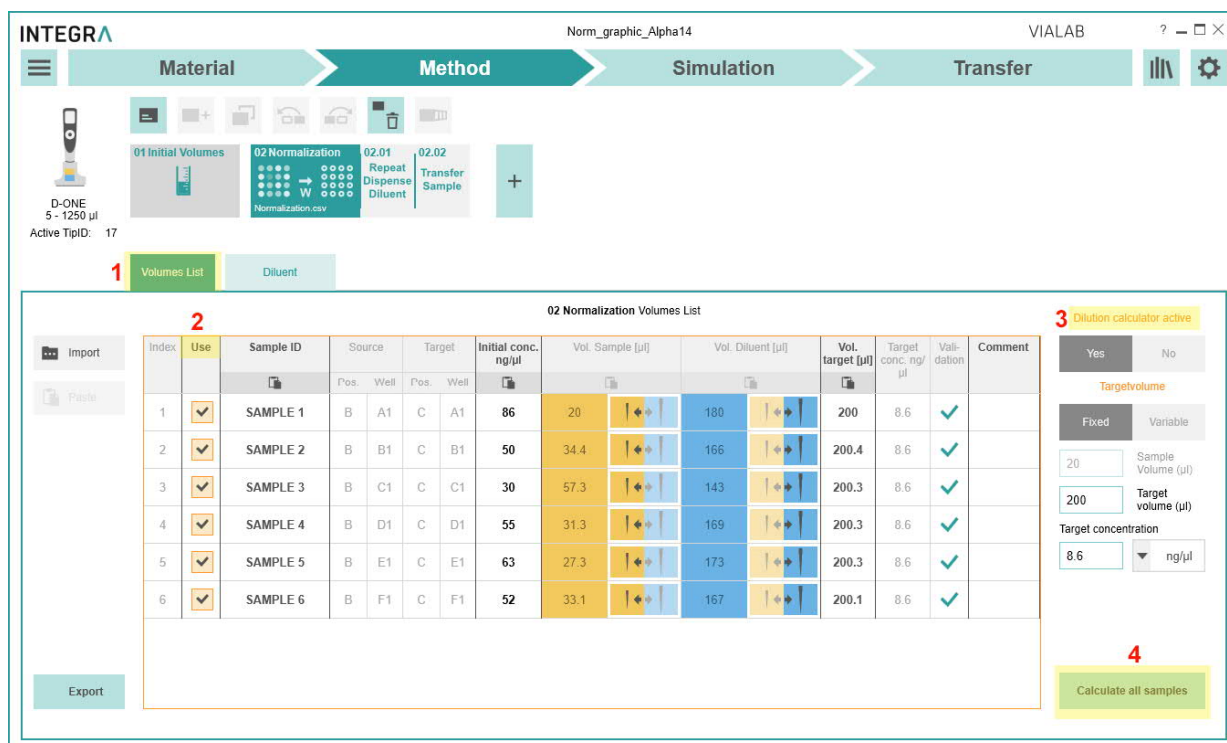 INTEGRA Norm_graphic_Alpha14 VIALAB ?
Material Method Simulation Transfer
01 Initial Volumes 02 Normalization 02.01 02.02
Repeat Dispense Diluent
Transfer Sample
W
Normalization.csv
+
D-ONE
5 - 1250 µl
Active TipID: 17
1 Volumes List Diluent
02 Normalization Volumes List
2
3 Dilution calculator active
Import
Paste
Index Use Sample ID Source Target Initial conc. ng/µl Vol. Sample [µl] Vol. Diluent [µl] Vol. target [µl] Target conc. ng/µl Vali-dation Comment
Pos. Well Pos. Well
1 SAMPLE 1 B A1 C A1 86 20 180 200 8.6
2 SAMPLE 2 B B1 C B1 50 34.4 166 200.4 8.6
3 SAMPLE 3 B C1 C C1 30 57.3 143 200.3 8.6
4 SAMPLE 4 B D1 C D1 55 31.3 169 200.3 8.6
5 SAMPLE 5 B E1 C E1 63 27.3 173 200.3 8.6
6 SAMPLE 6 B F1 C F1 52 33.1 167 200.1 8.6
Yes No
Targetvolume
Fixed Variable
20 Sample Volume (µl)
200 Target volume (µl)
Target concentration
8.6 ng/µl
4
Export
Calculate all samples